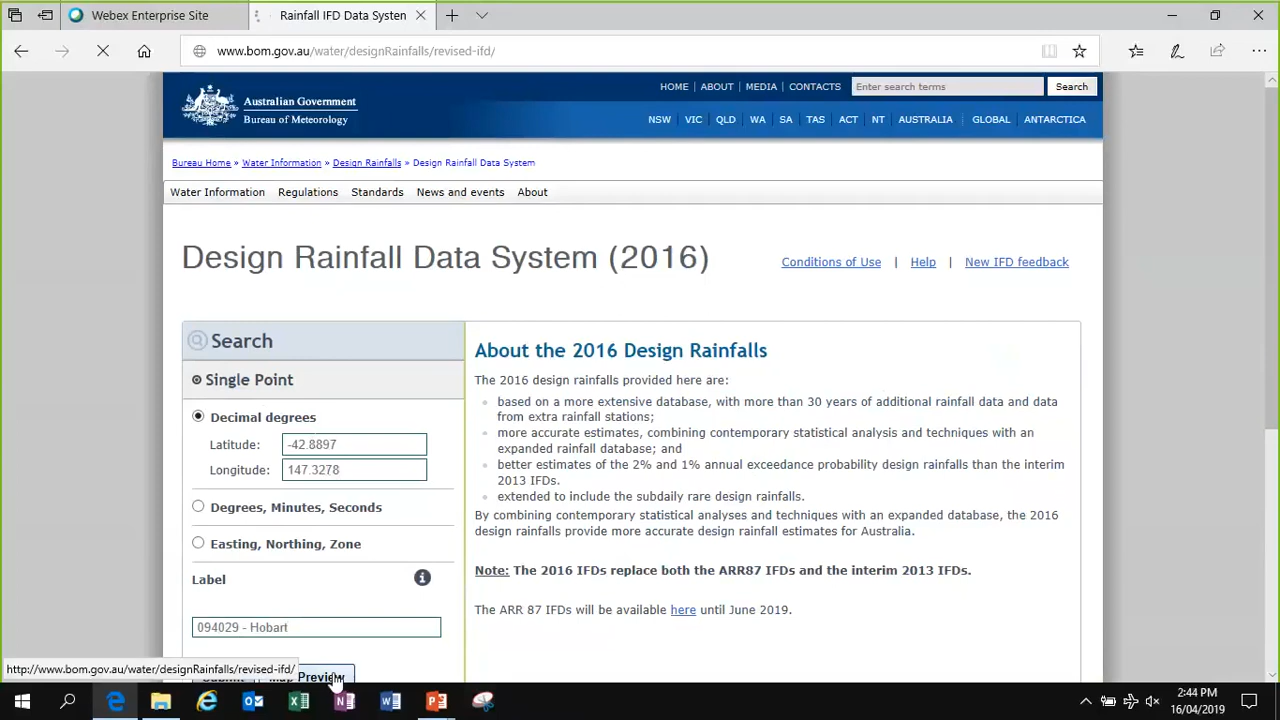 Webex Enterprise Site
Rainfall IFD Data System
www.bom.gov.au/water/designRainfalls/revised-ifd/
HOME | ABOUT | MEDIA | CONTACTS
Enter search terms
Search
Australian Government
Bureau of Meteorology
NSW | VIC | QLD | WA | SA | TAS | ACT | NT | AUSTRALIA | GLOBAL | ANTARCTICA
Bureau Home » Water Information » Design Rainfalls » Design Rainfall Data System
Water Information Regulations Standards News and events About
Design Rainfall Data System (2016)
Conditions of Use | Help | New IFD feedback
Search
Single Point
Decimal degrees
Latitude: -42.8897
Longitude: 147.3278
Degrees, Minutes, Seconds
Easting, Northing, Zone
Label
094029 - Hobart
Submit Map Preview
About the 2016 Design Rainfalls
The 2016 design rainfalls provided here are:
based on a more extensive database, with more than 30 years of additional rainfall data and data
from extra rainfall stations;
more accurate estimates, combining contemporary statistical analysis and techniques with an
expanded rainfall database; and
better estimates of the 2% and 1% annual exceedance probability design rainfalls than the interim
2013 IFDs.
extended to include the subdaily rare design rainfalls.
By combining contemporary statistical analyses and techniques with an expanded database, the 2016
design rainfalls provide more accurate design rainfall estimates for Australia.
Note: The 2016 IFDs replace both the ARR87 IFDs and the interim 2013 IFDs.
The ARR 87 IFDs will be available here until June 2019.
http://www.bom.gov.au/water/designRainfalls/revised-ifd/
2:44 PM
16/04/2019